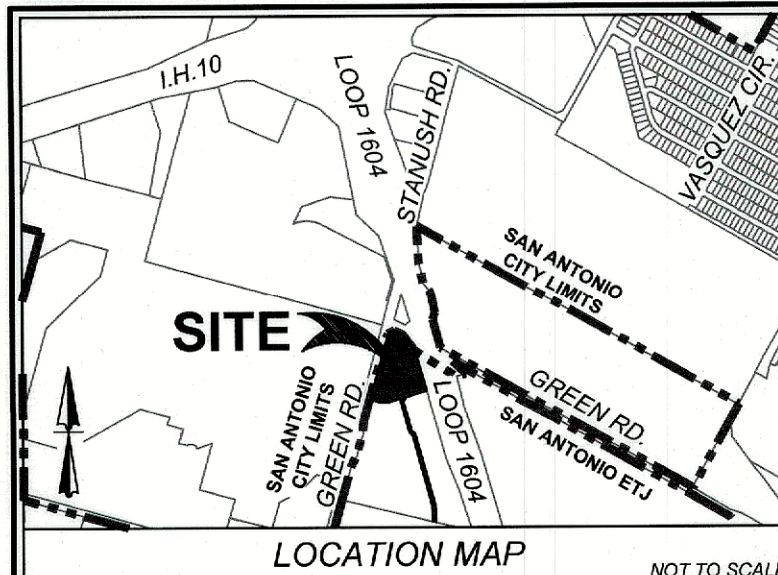 I.H.10
LOOP 1604
STANUSH RD.
VASQUEZ CIR.
SAN ANTONIO
CITY LIMITS
SITE
SAN ANTONIO
CITY LIMITS
GREEN RD.
LOOP 1604
GREEN RD.
SAN ANTONIO ETJ
LOCATION MAP
NOT TO SCAL